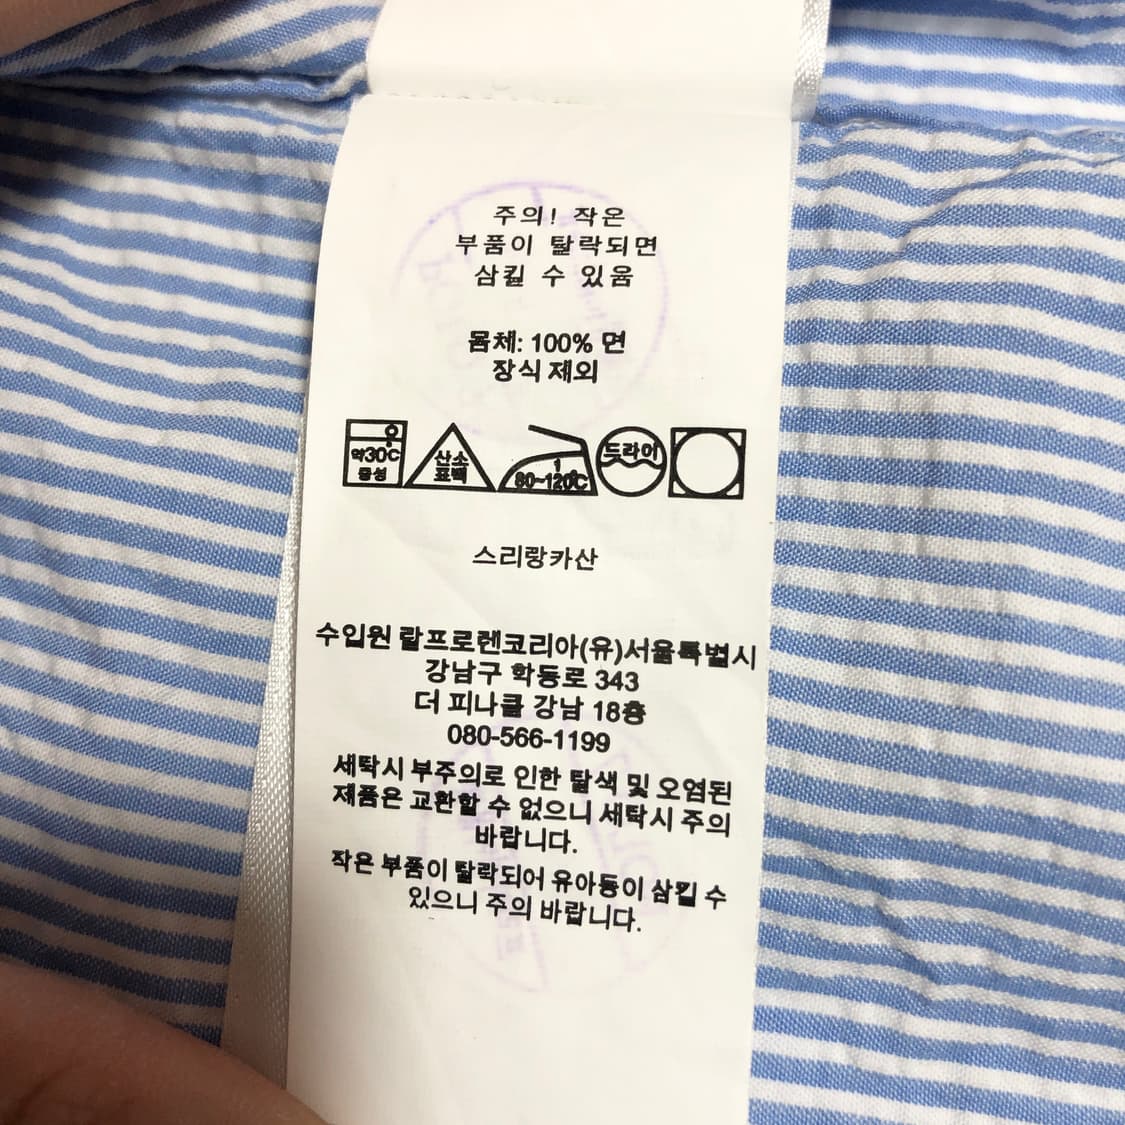 주의! 작은
부품이 탈락되면
삼킬 수 있움
몸체: 100% 면
장식 제외
약30℃
중성
산소
표백
1
80~120℃
드라이
스리랑카산
수입원 랄프로렌코리아(유)서울특별시
강남구 학동로 343
더 피나클 강남 18층
080-566-1199
세탁시 부주의로 인한 탈색 및 오염된
제품은 교환할 수 없으니 세탁시 주의
바랍니다.
작은 부품이 탈락되어 유아등이 삼킬 수
있으니 주의 바랍니다.